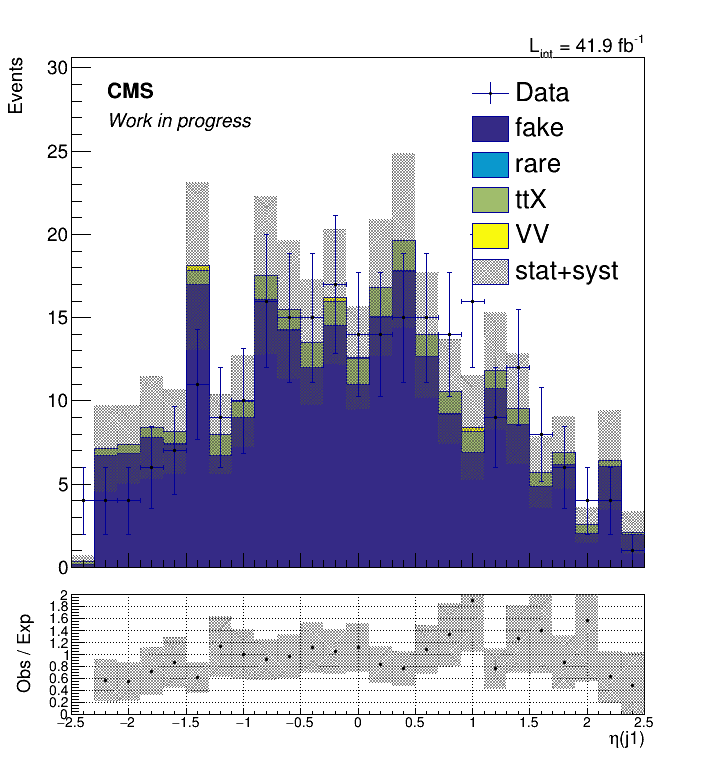 L_int = 41.9 fb^-1
Events
30
25
20
15
10
5
0
CMS
Work in progress
Data
fake
rare
ttX
VV
stat+syst
Obs / Exp
2
1.8
1.6
1.4
1.2
1
0.8
0.6
0.4
0.2
0
−2.5 −2 −1.5 −1 −0.5 0 0.5 1 1.5 2 2.5
η(j1)